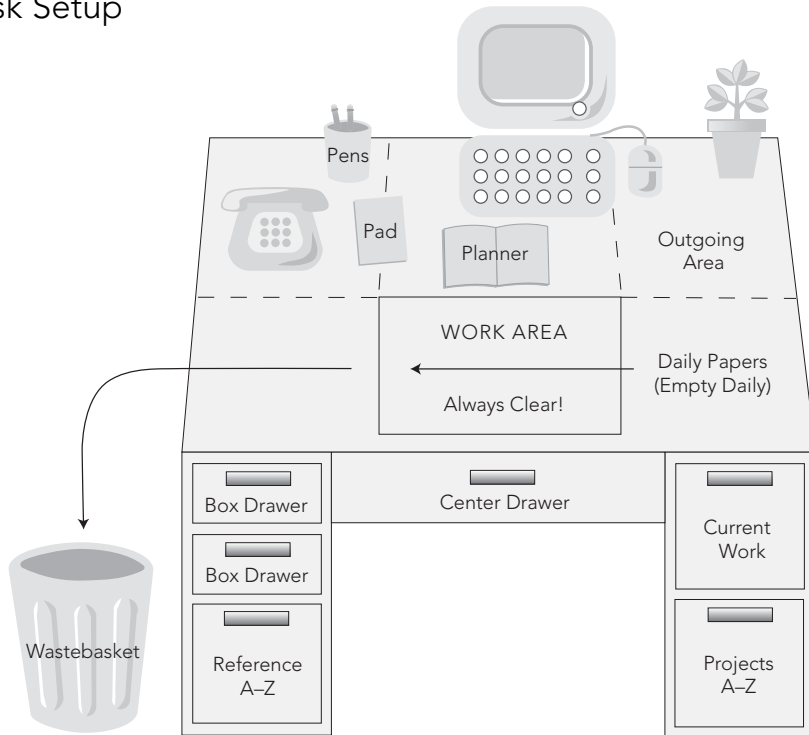 sk Setup
Pens
Pad
Planner
Outgoing
Area
WORK AREA
Daily Papers
(Empty Daily)
Always Clear!
Box Drawer
Center Drawer
Current
Work
Box Drawer
Wastebasket
Reference
A–Z
Projects
A–Z